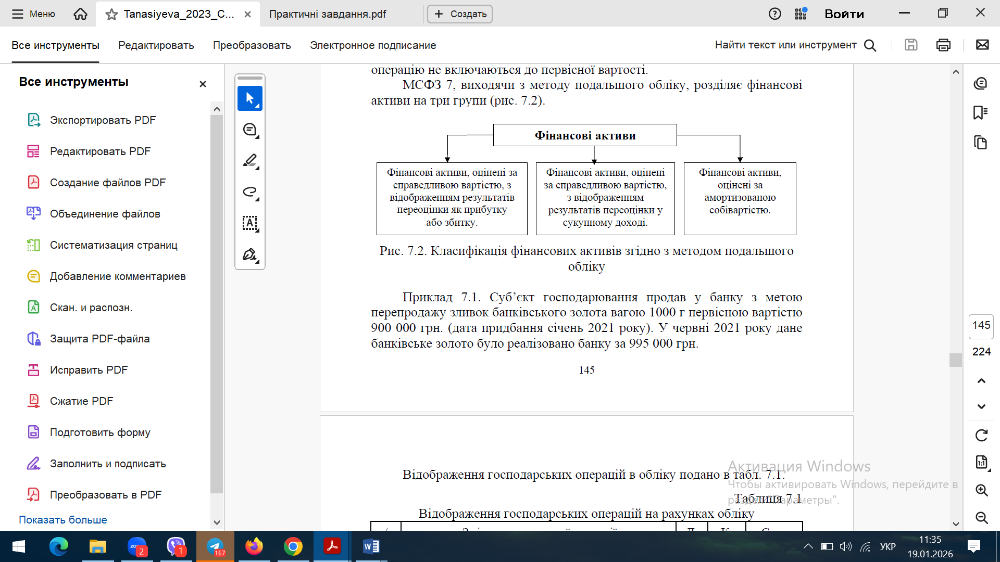 Меню
Tanasiyeva_2023_C...
Практичні завдання.pdf
Создать
Войти
Все инструменты
Редактировать
Преобразовать
Электронное подписание
Найти текст или инструмент
Все инструменты
Экспортировать PDF
Редактировать PDF
Создание файлов PDF
Объединение файлов
Систематизация страниц
Добавление комментариев
Скан. и распозн.
Защита PDF-файла
Исправить PDF
Сжатие PDF
Подготовить форму
Заполнить и подписать
Преобразовать в PDF
Показать больше
операцію не включаються до первісної вартості.
МСФЗ 7, виходячи з методу подальшого обліку, розділяє фінансові
активи на три групи (рис. 7.2).
Фінансові активи
Фінансові активи, оцінені за
справедливою вартістю, з
відображенням результатів
переоцінки як прибутку
або збитку.
Фінансові активи, оцінені
за справедливою вартістю,
з відображенням
результатів переоцінки у
сукупному доході.
Фінансові активи,
оцінені за
амортизованою
собівартістю.
Рис. 7.2. Класифікація фінансових активів згідно з методом подальшого
обліку
Приклад 7.1. Суб’єкт господарювання продав у банку з метою
перепродажу зливок банківського золота вагою 1000 г первісною вартістю
900 000 грн. (дата придбання січень 2021 року). У червні 2021 року дане
банківське золото було реалізовано банку за 995 000 грн.
145
Відображення господарських операцій в обліку подано в табл. 7.1.
Таблиця 7.1
Відображення господарських операцій на рахунках обліку
145
224
1:1
Активация Windows
Чтобы активировать Windows, перейдите в
раздел "Параметры".
zoom
2
1
167
УКР
11:35
19.01.2026